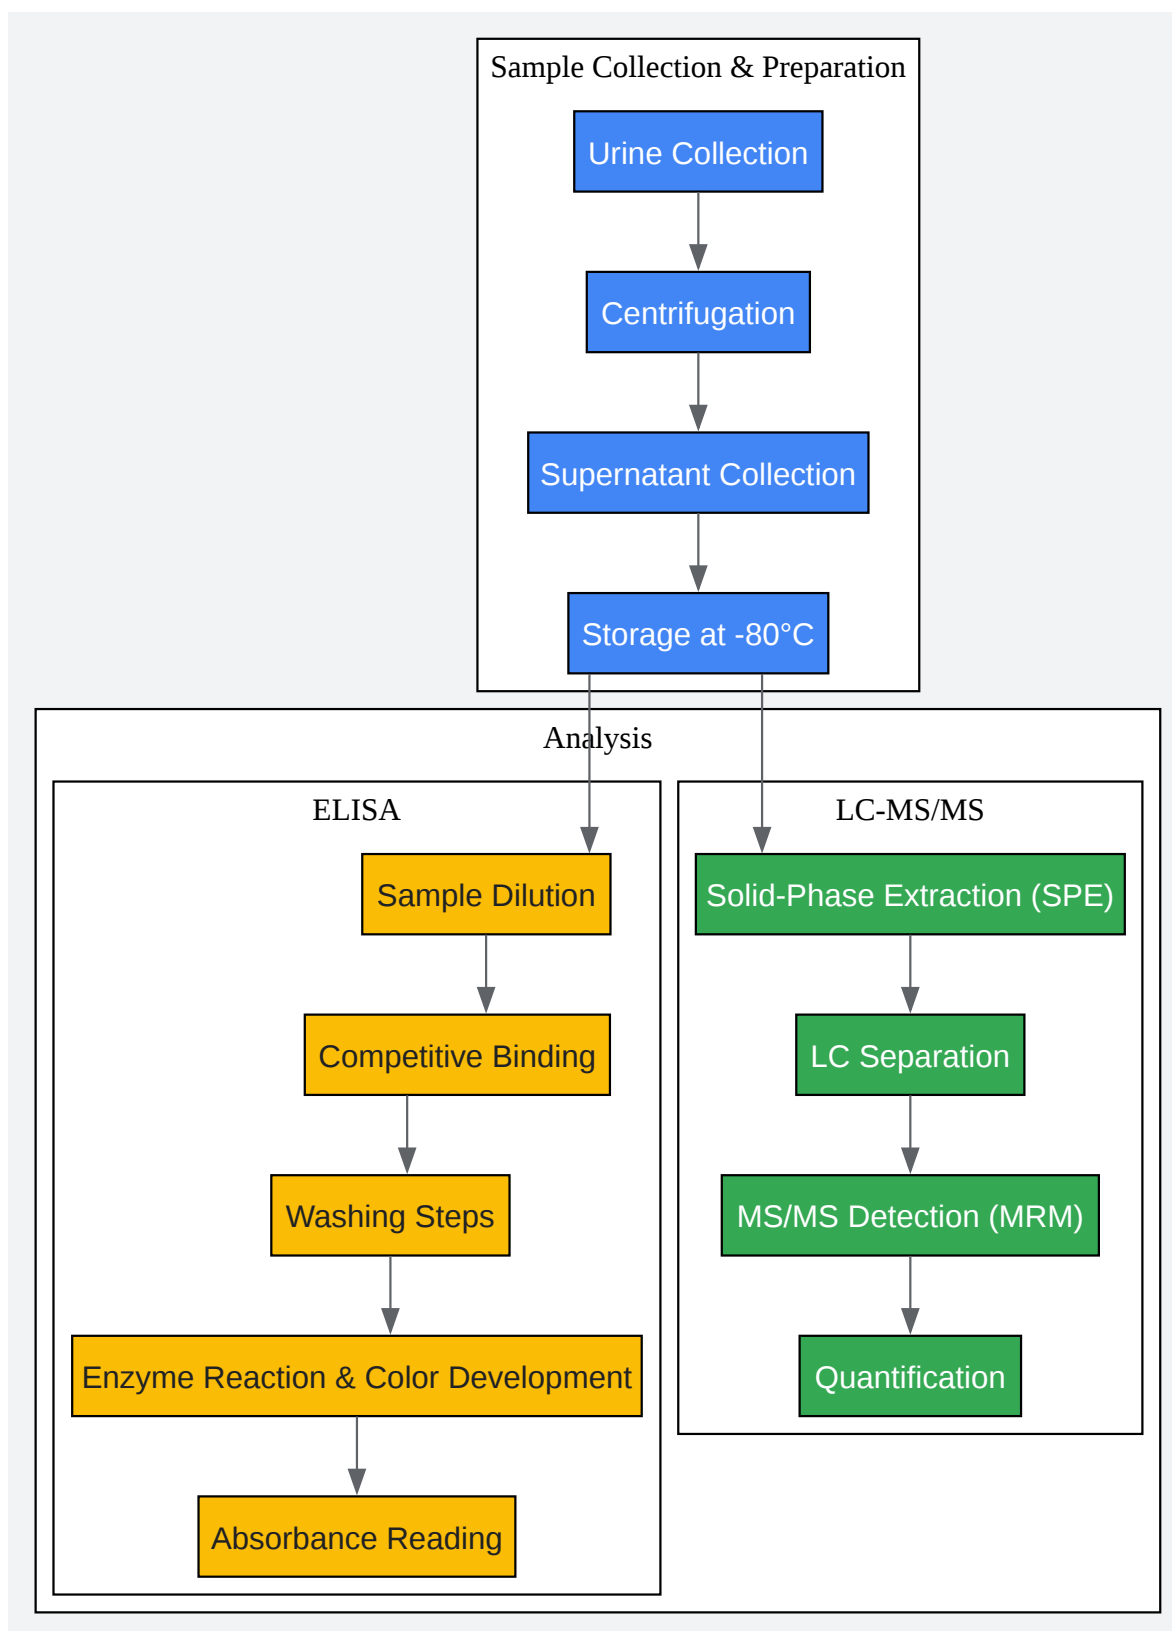 Sample Collection & Preparation
Urine Collection
Centrifugation
Supernatant Collection
Storage at -80°C
Analysis
ELISA
Sample Dilution
Competitive Binding
Washing Steps
Enzyme Reaction & Color Development
Absorbance Reading
LC-MS/MS
Solid-Phase Extraction (SPE)
LC Separation
MS/MS Detection (MRM)
Quantification